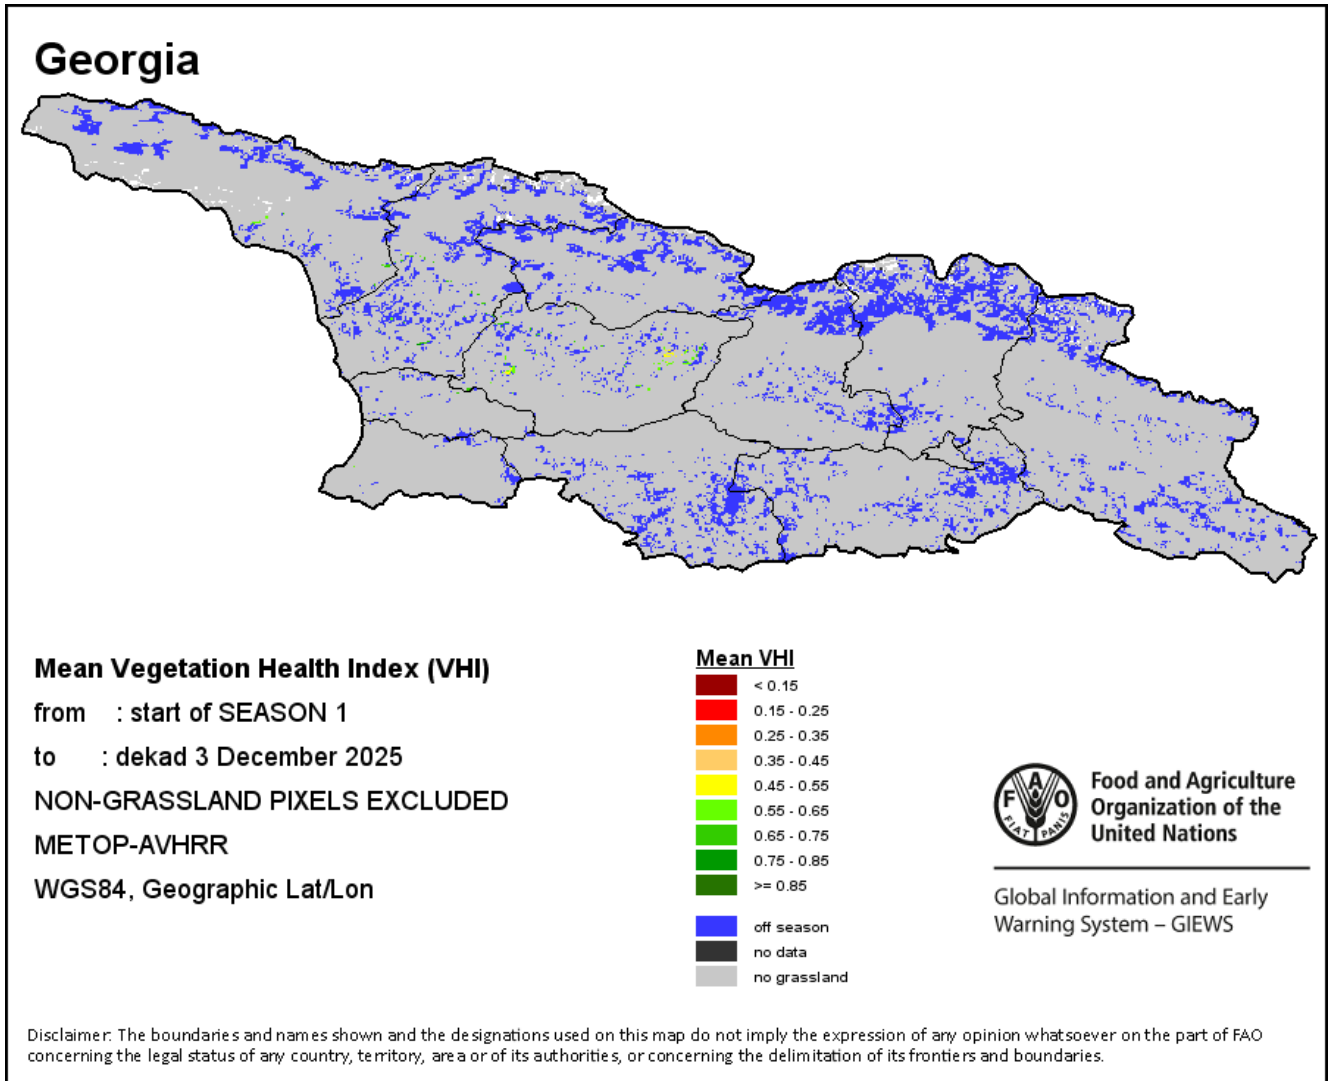 Georgia
Mean Vegetation Health Index (VHI)
from : start of SEASON 1
to : dekad 3 December 2025
NON-GRASSLAND PIXELS EXCLUDED
METOP-AVHRR
WGS84, Geographic Lat/Lon
Mean VHI
< 0.15
0.15 - 0.25
0.25 - 0.35
0.35 - 0.45
0.45 - 0.55
0.55 - 0.65
0.65 - 0.75
0.75 - 0.85
>= 0.85
off season
no data
no grassland
F A O
FIAT PANIS
Food and Agriculture
Organization of the
United Nations
Global Information and Early
Warning System – GIEWS
Disclaimer: The boundaries and names shown and the designations used on this map do not imply the expression of any opinion whatsoever on the part of FAO
concerning the legal status of any country, territory, area or of its authorities, or concerning the delimitation of its frontiers and boundaries.